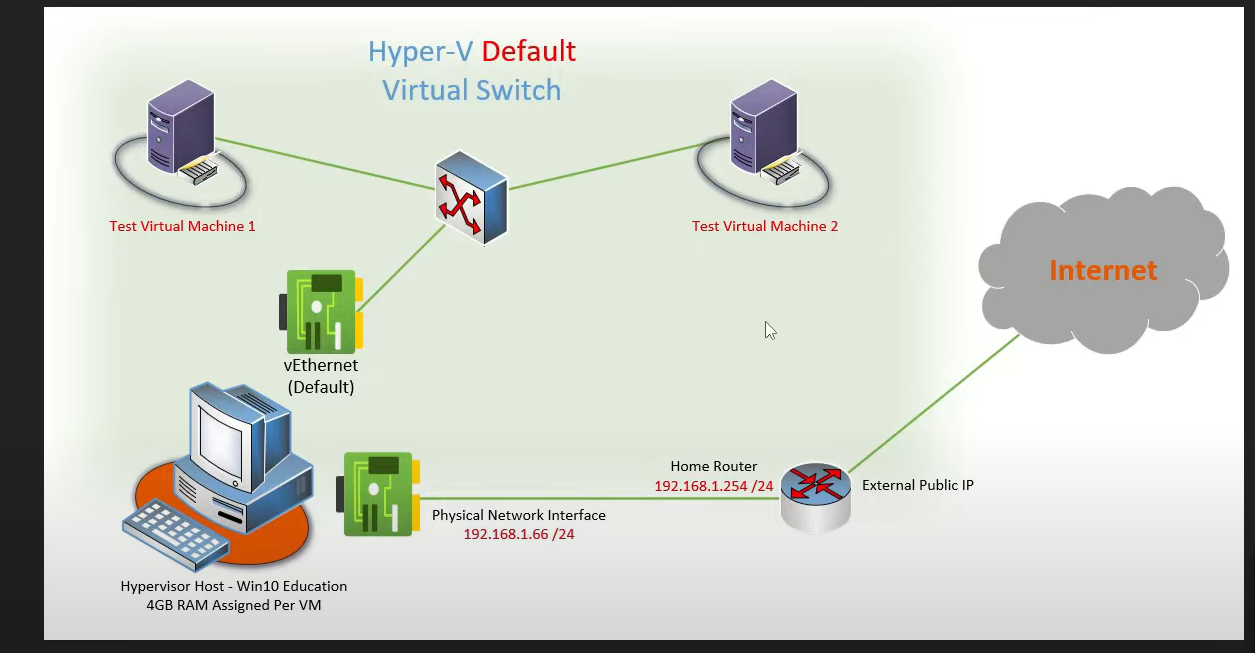 Hyper-V Default
Virtual Switch
Test Virtual Machine 1
Test Virtual Machine 2
Internet
vEthernet
(Default)
Home Router
192.168.1.254 /24
External Public IP
Physical Network Interface
192.168.1.66 /24
Hypervisor Host - Win10 Education
4GB RAM Assigned Per VM